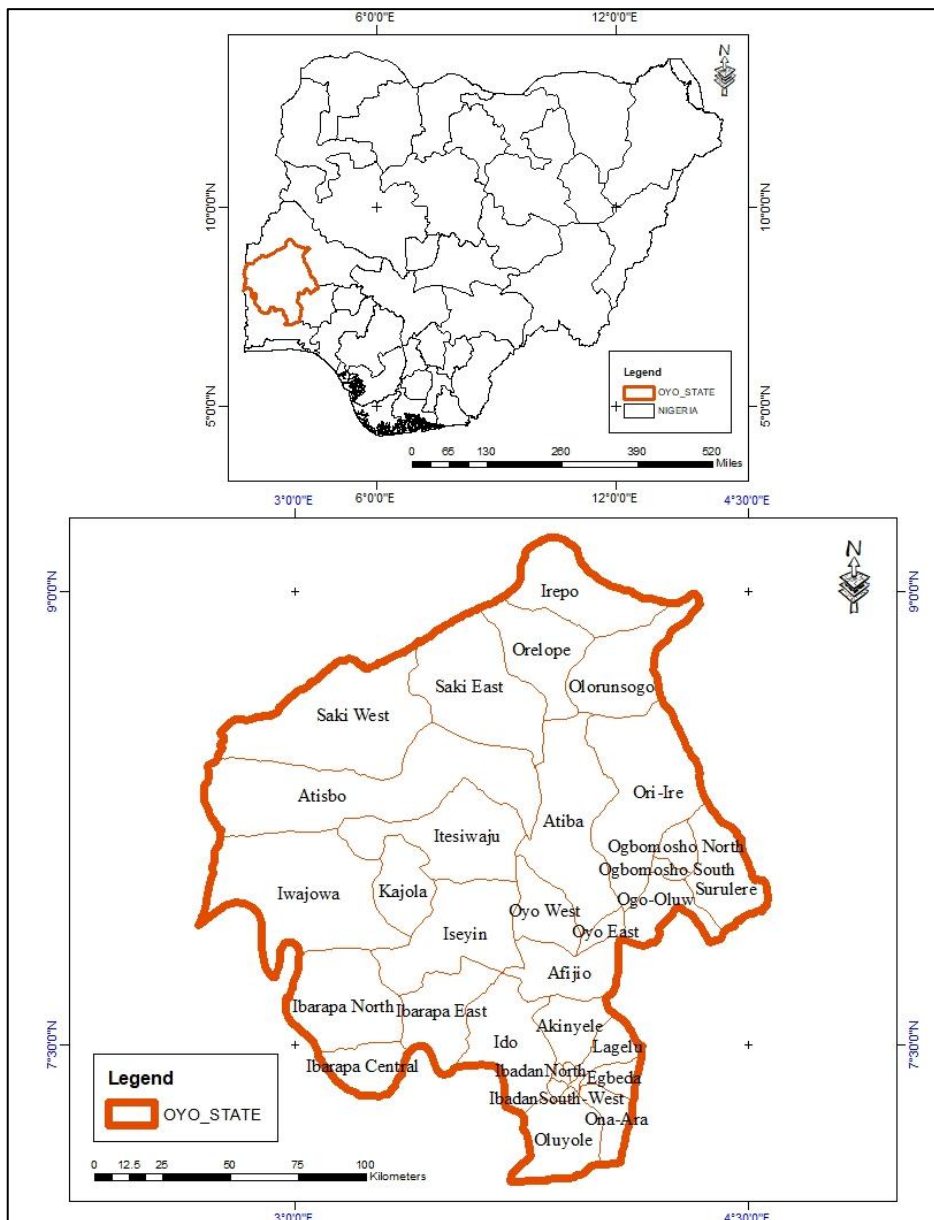 6°0'0"E 12°0'0"E
N
10°0'0"N 10°0'0"N
Legend
OYO_STATE
NIGERIA
5°0'0"N 5°0'0"N
0 65 130 260 390 520
Miles
6°0'0"E 12°0'0"E
3°0'0"E 4°30'0"E
N
9°0'0"N 9°0'0"N
Irepo
Orelope
Saki East
Olorunsogo
Saki West
Atisbo
Ori-Ire
Atiba
Itesiwaju
Ogbomosho North
Ogbomosho South
Iwajowa
Kajola
Surulere
Ogo-Oluw
Oyo West
Oyo East
Iseyin
Afijio
Ibarapa North
Ibarapa East
Akinyele
Ido
Lagelu
7°30'0"N 7°30'0"N
Ibarapa Central
IbadanNorth
Egbeda
IbadanSouth-West
Ona-Ara
Oluyole
Legend
OYO_STATE
0 12.5 25 50 75 100
Kilometers
3°0'0"E 4°30'0"E